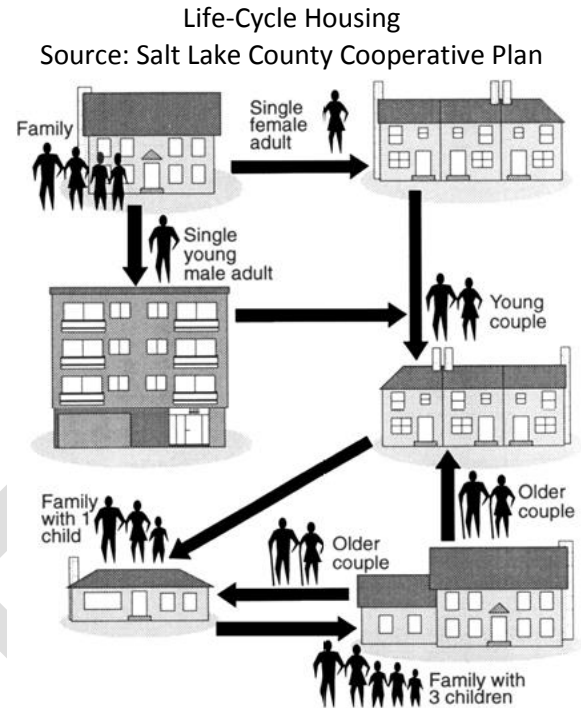 Life-Cycle Housing
Source: Salt Lake County Cooperative Plan
Family
Single
female
adult
Single
young
male adult
Young
couple
Family
with 1
child
Older
couple
Older
couple
Family with
3 children